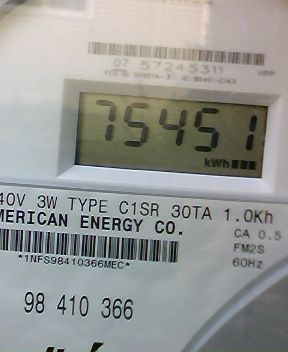 07 57245311
75451
kWh
40V 3W TYPE C1SR 30TA 1.0Kh
MERICAN ENERGY CO.
CA 0.5
FM2S
60Hz
*1NFS98410366MEC*
98 410 366